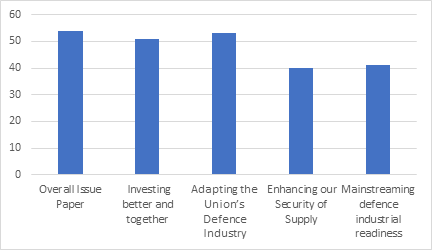 60
50
40
30
20
10
0
Overall Issue
Paper
Investing
better and
together
Adapting the
Union's
Defence
Industry
Enhancing our
Security of
Supply
Mainstreaming
defence
industrial
readiness